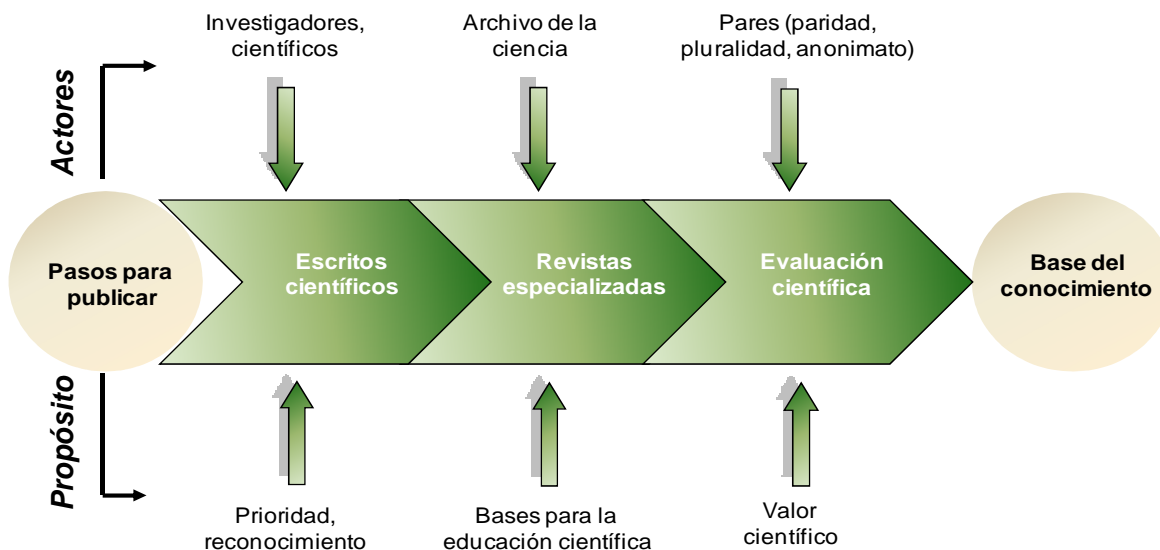 Investigadores,
científicos
Archivo de la
ciencia
Pares (paridad,
pluralidad, anonimato)
Actores
Pasos para
publicar
Escritos
científicos
Revistas
especializadas
Evaluación
científica
Base del
conocimiento
Propósito
Prioridad,
reconocimiento
Bases para la
educación científica
Valor
científico